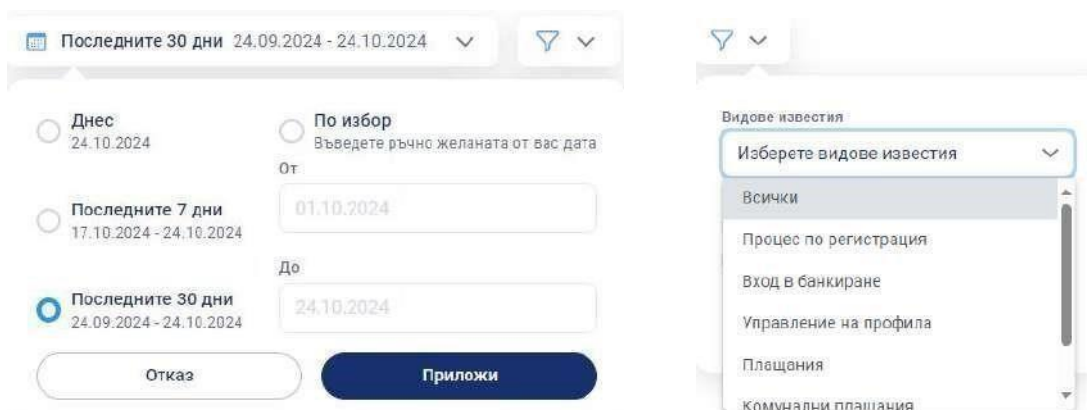 Последните 30 дни 24.09.2024 - 24.10.2024
Днес
24.10.2024
По избор
Въведете ръчно желаната от вас дата
От
01.10.2024
Последните 7 дни
17.10.2024 - 24.10.2024
До
24.10.2024
Последните 30 дни
24.09.2024 - 24.10.2024
Отказ
Приложи
Видове известия
Изберете видове известия
Всички
Процес по регистрация
Вход в банкиране
Управление на профила
Плащания
Комунални плащания